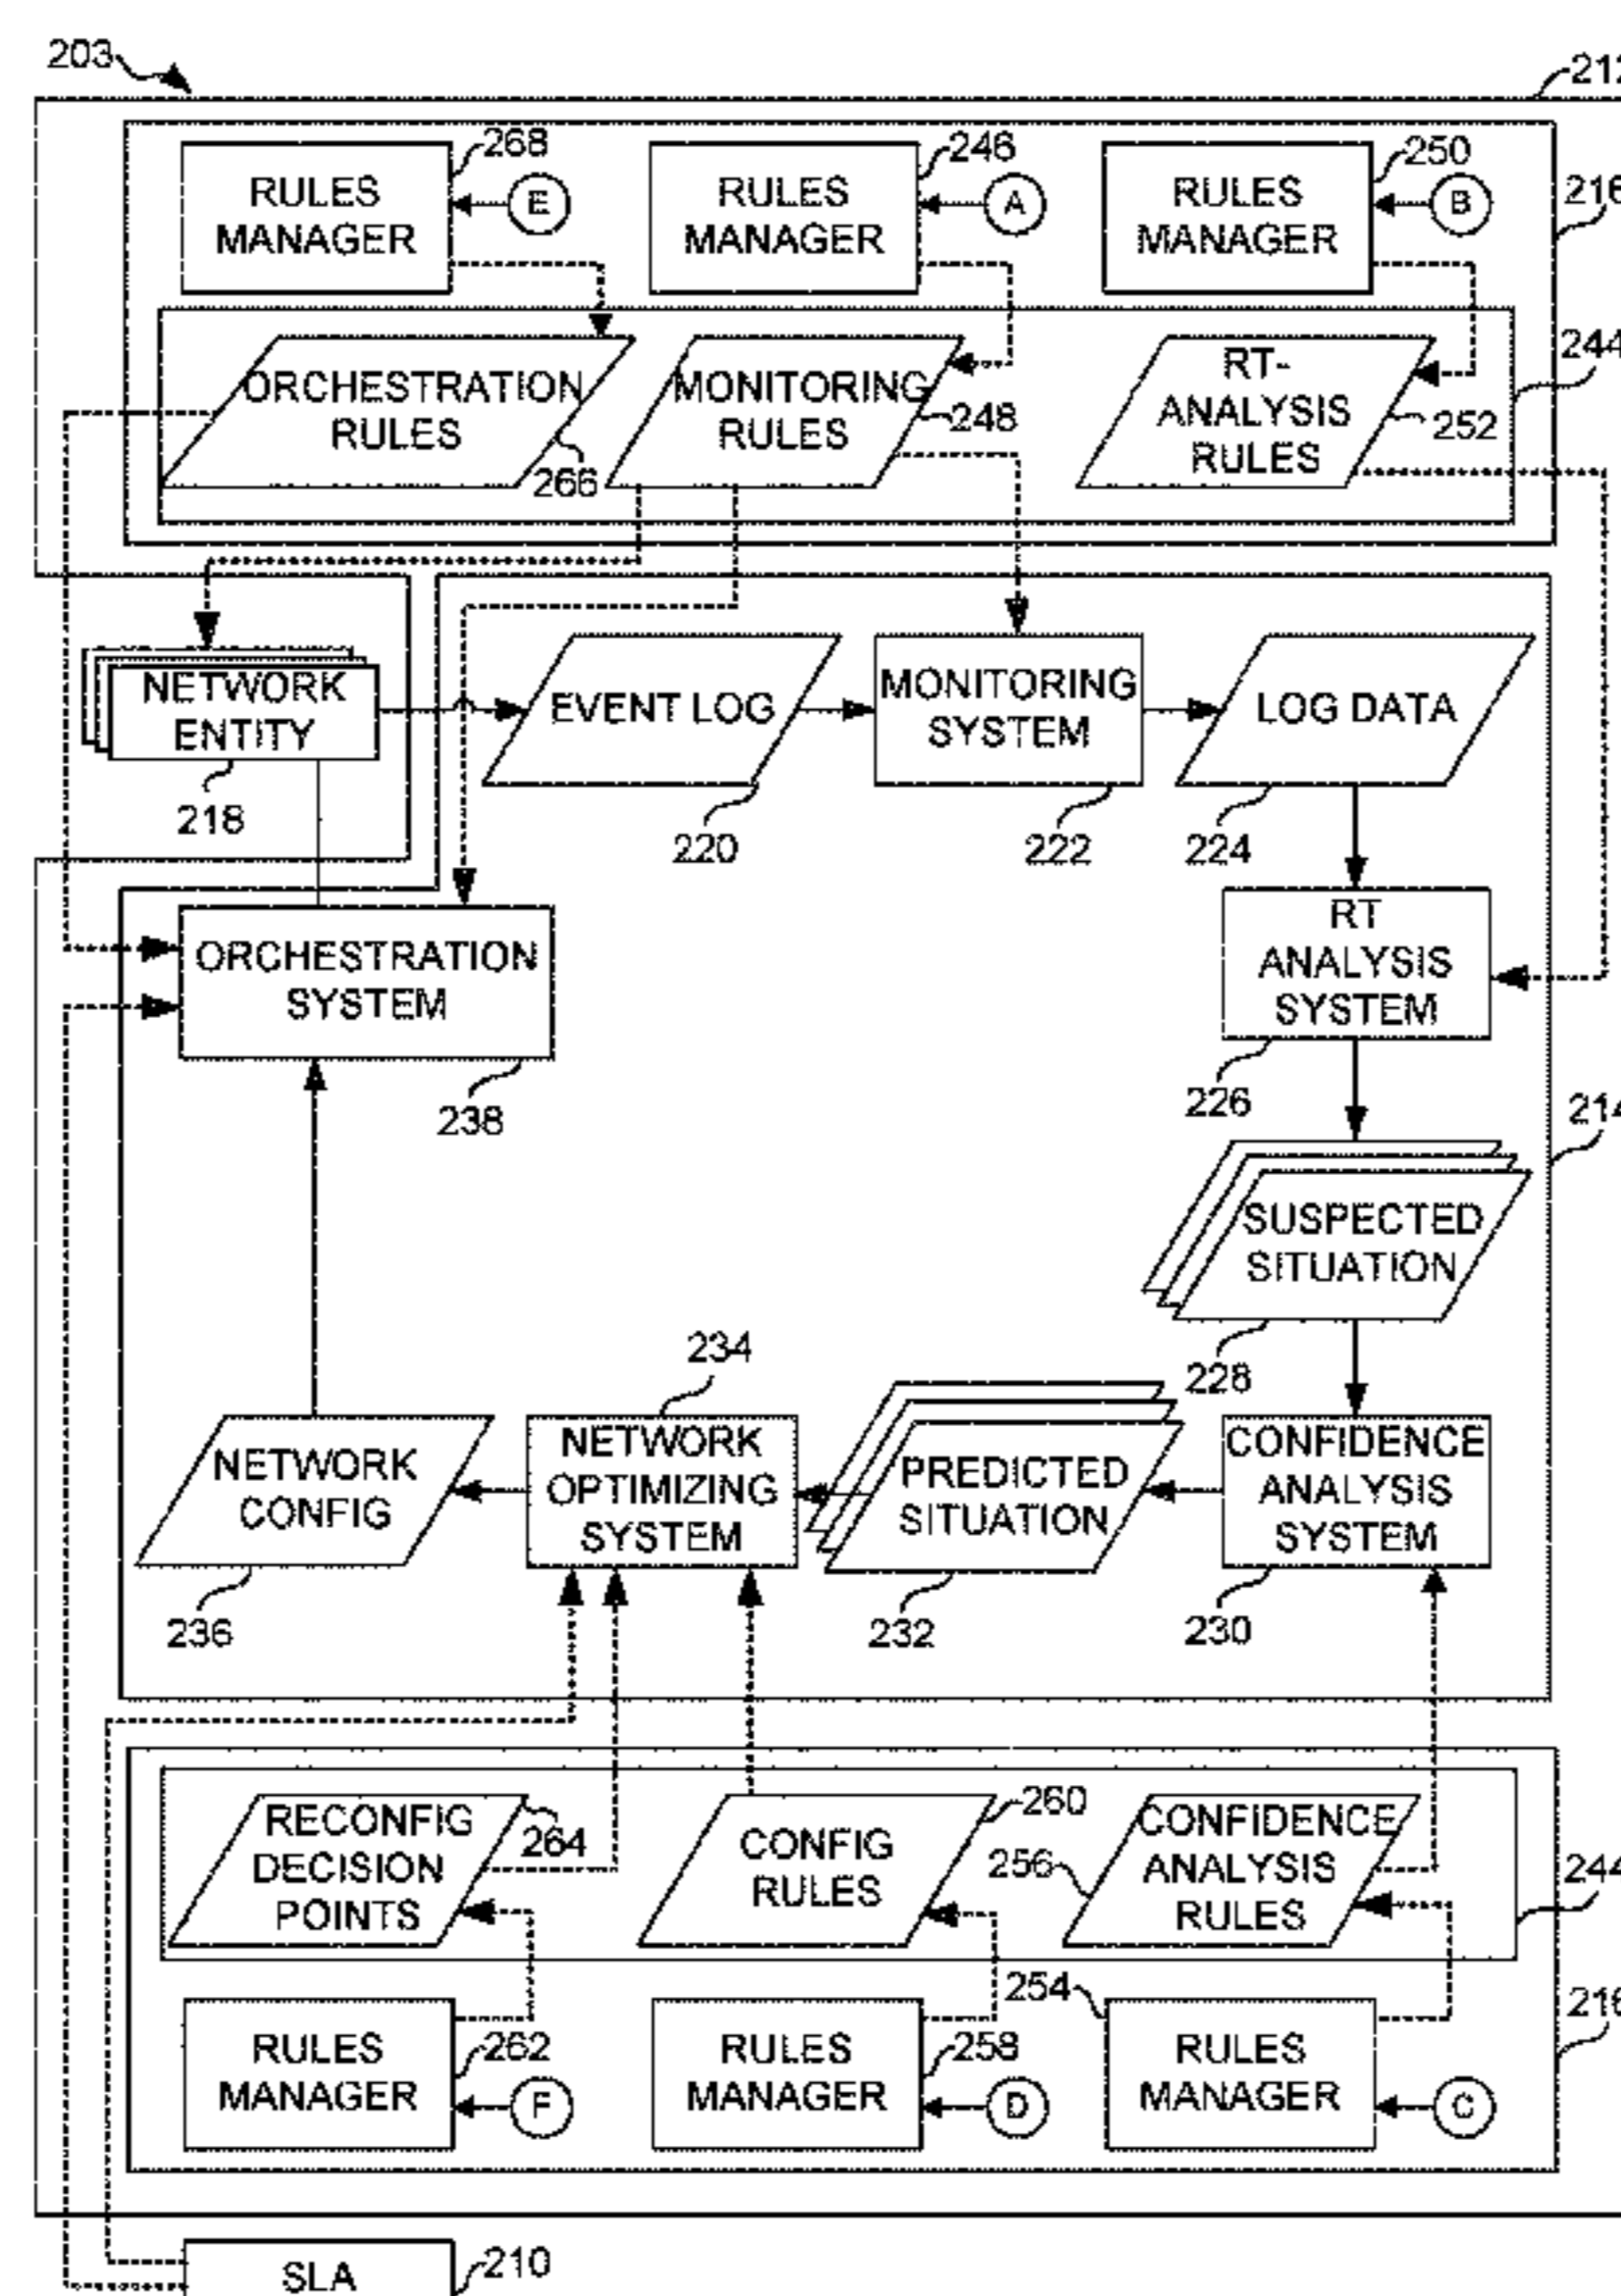 203
212
268
246
250
RULES
MANAGER
E
RULES
MANAGER
A
RULES
MANAGER
B
216
244
ORCHESTRATION
RULES
266
MONITORING
RULES
248
RT-
ANALYSIS
RULES
252
NETWORK
ENTITY
218
EVENT LOG
220
MONITORING
SYSTEM
222
LOG DATA
224
ORCHESTRATION
SYSTEM
238
RT
ANALYSIS
SYSTEM
226
214
SUSPECTED
SITUATION
228
234
NETWORK
CONFIG
236
NETWORK
OPTIMIZING
SYSTEM
PREDICTED
SITUATION
232
CONFIDENCE
ANALYSIS
SYSTEM
230
RECONFIG
DECISION
POINTS
264
CONFIG
RULES
260
256
CONFIDENCE
ANALYSIS
RULES
244
254
216
RULES
MANAGER
262
F
RULES
MANAGER
258
D
RULES
MANAGER
C
SLA
210